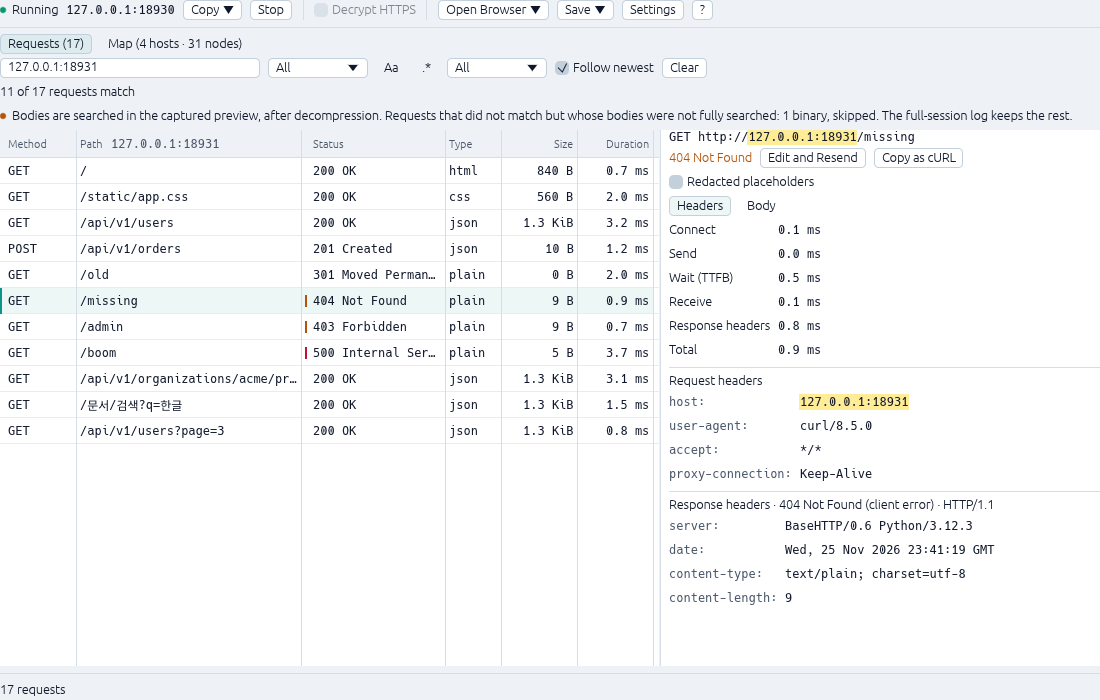 Running 127.0.0.1:18930 Copy ▼ Stop Decrypt HTTPS Open Browser ▼ Save ▼ Settings ?
Requests (17) Map (4 hosts · 31 nodes)
127.0.0.1:18931 All ▼ Aa .* All ▼ Follow newest Clear
11 of 17 requests match
Bodies are searched in the captured preview, after decompression. Requests that did not match but whose bodies were not fully searched: 1 binary, skipped. The full-session log keeps the rest.
Method Path 127.0.0.1:18931 Status Type Size Duration
GET / 200 OK html 840 B 0.7 ms
GET /static/app.css 200 OK css 560 B 2.0 ms
GET /api/v1/users 200 OK json 1.3 KiB 3.2 ms
POST /api/v1/orders 201 Created json 10 B 1.2 ms
GET /old 301 Moved Perman… plain 0 B 2.0 ms
GET /missing 404 Not Found plain 9 B 0.9 ms
GET /admin 403 Forbidden plain 9 B 0.7 ms
GET /boom 500 Internal Ser… plain 5 B 3.7 ms
GET /api/v1/organizations/acme/pr… 200 OK json 1.3 KiB 3.1 ms
GET /문서/검색?q=한글 200 OK json 1.3 KiB 1.5 ms
GET /api/v1/users?page=3 200 OK json 1.3 KiB 0.8 ms
GET http://127.0.0.1:18931/missing
404 Not Found Edit and Resend Copy as cURL
Redacted placeholders
Headers Body
Connect 0.1 ms
Send 0.0 ms
Wait (TTFB) 0.5 ms
Receive 0.1 ms
Response headers 0.8 ms
Total 0.9 ms
Request headers
host: 127.0.0.1:18931
user-agent: curl/8.5.0
accept: */*
proxy-connection: Keep-Alive
Response headers · 404 Not Found (client error) · HTTP/1.1
server: BaseHTTP/0.6 Python/3.12.3
date: Wed, 25 Nov 2026 23:41:19 GMT
content-type: text/plain; charset=utf-8
content-length: 9
17 requests